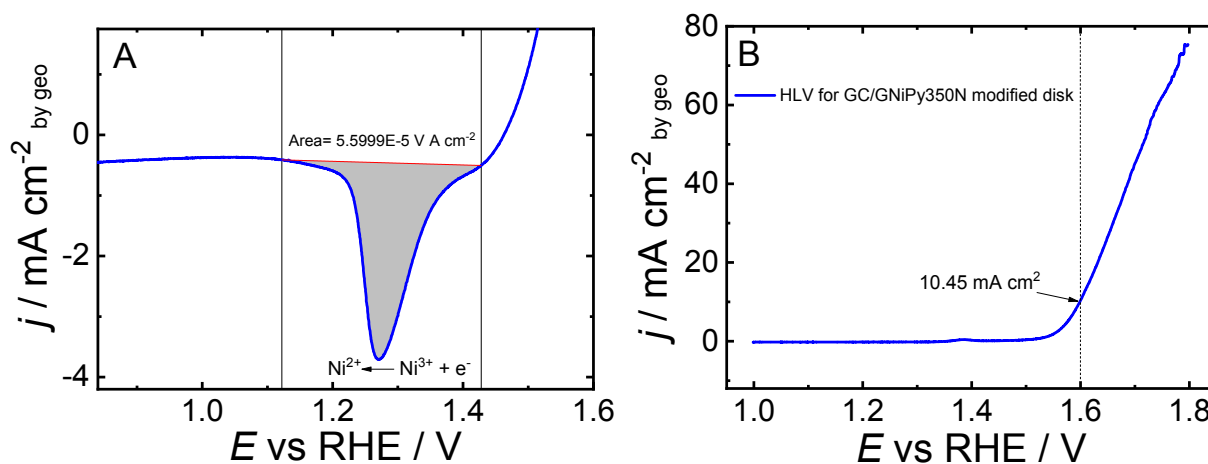 A
j / mA cm-2 by geo
0
-2
-4
Area= 5.5999E-5 V A cm-2
Ni2+ ← Ni3+ + e-
1.0
1.2
1.4
1.6
E vs RHE / V
B
j / mA cm-2 by geo
80
60
40
20
0
HLV for GC/GNiPy350N modified disk
10.45 mA cm2
1.0
1.2
1.4
1.6
1.8
E vs RHE / V